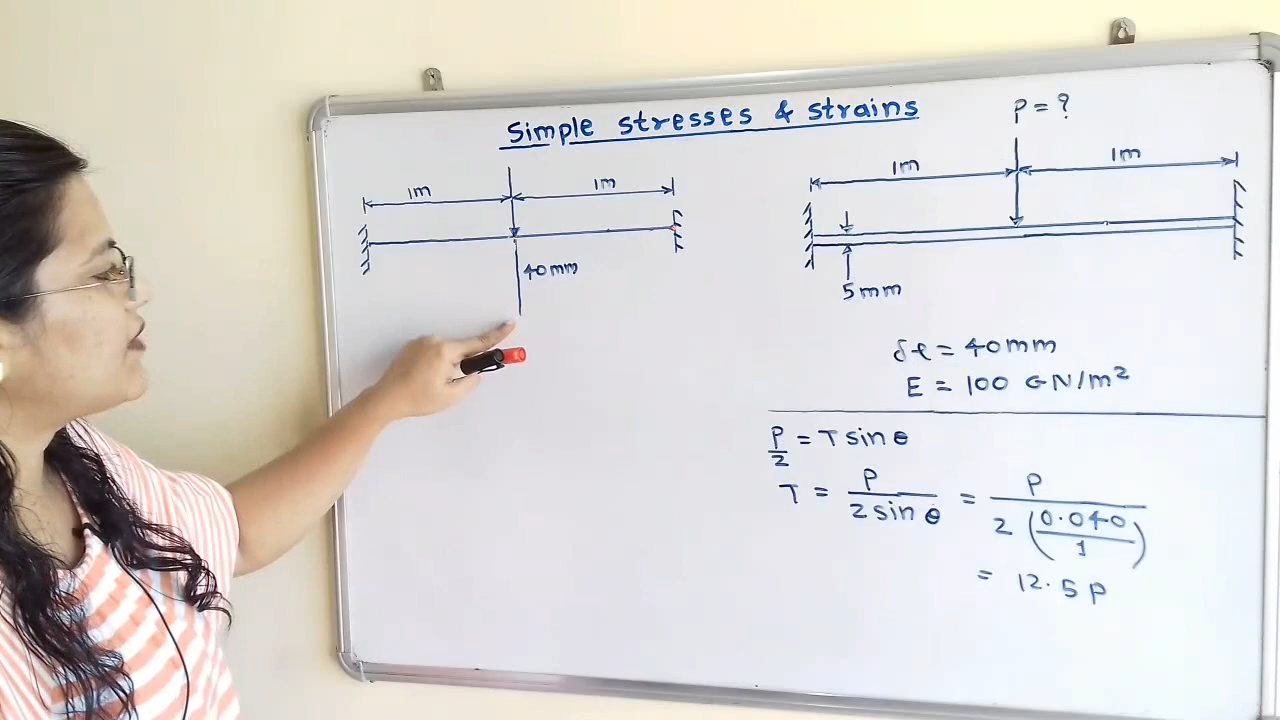 Simple stresses & strains
1m 1m
40mm
P = ?
1m 1m
5mm
δℓ = 40mm
E = 100 GN/m²
P/2 = T sin θ
T = P/(2 sin θ) = P/(2 (0.040/1))
= 12.5 P